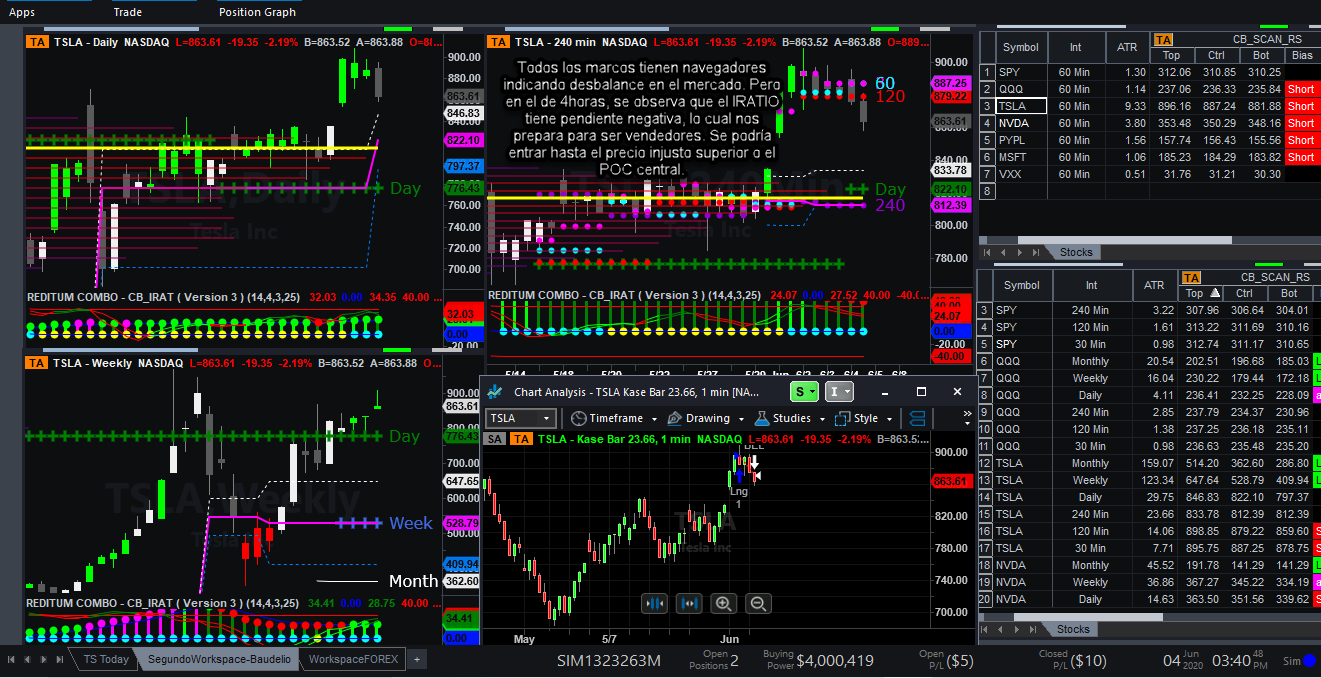 Apps Trade Position Graph
TA TSLA - Daily NASDAQ L=863.61 -19.35 -2.19% B=863.52 A=863.88 O=8...
900.00
880.00
863.61
846.83
840.00
822.10
797.37
776.43
760.00
740.00
720.00
700.00
Day
TSLA, Daily
Tesla Inc
REDITUM COMBO - CB_IRAT ( Version 3 ) (14,4,3,25) 32.03 0.00 34.35 40.00 ...
0.00
-20.00
TA TSLA - 240 min NASDAQ L=863.61 -19.35 -2.19% B=863.52 A=863.88 O=889...
Todos los marcos tienen navegadores
indicando desbalance en el mercado. Pero
en el de 4horas, se observa que el IRATIO
tiene pendiente negativa, lo cual nos
prepara para ser vendedores. Se podría
entrar hasta el precio injusto superior o el
POC central.
60
120
Day
240
900.00
887.25
879.22
863.61
840.00
833.78
822.10
812.39
800.00
780.00
Tesla Inc
REDITUM COMBO - CB_IRAT ( Version 3 ) (14,4,3,25) 24.07 0.00 27.52 40.00 -40.0...
40.00
24.07
0.00
-20.00
-40.00
5/14 5/18 5/21 5/27 5/29 Jun 6/2 6/3 6/4 6/5 6/8
TA TSLA - Weekly NASDAQ L=863.61 -19.35 -2.19% B=863.52 A=863.88 O...
900.00
863.61
776.43
700.00
647.65
600.00
528.79
500.00
409.94
362.60
Day
Week
Month
TSLA, Weekly
Tesla Inc
REDITUM COMBO - CB_IRAT ( Version 3 ) (14,4,3,25) 34.41 0.00 28.75 40.00 ...
34.41
0.00
Chart Analysis - TSLA Kase Bar 23.66, 1 min [NA... S I
TSLA Timeframe Drawing Studies Style »
SA TA TSLA - Kase Bar 23.66, 1 min NASDAQ L=863.61 -19.35 -2.19% B=863.5...
900.00
863.61
820.00
780.00
740.00
700.00
Lng
1
TSLA
Tesla Inc
May 5/7 Jun
Symbol Int ATR TA CB_SCAN_RS
Top Ctrl Bot Bias
1 SPY 60 Min 1.30 312.06 310.85 310.25
2 QQQ 60 Min 1.14 237.06 236.33 235.84 Short
3 TSLA 60 Min 9.33 896.16 887.24 881.88 Short
4 NVDA 60 Min 3.80 353.48 350.29 348.16 Short
5 PYPL 60 Min 1.56 157.74 156.43 155.56 Short
6 MSFT 60 Min 1.06 185.23 184.29 183.82 Short
7 VXX 60 Min 0.51 31.76 31.21 30.30
8
Stocks
Symbol Int ATR TA CB_SCAN_RS
Top Ctrl Bot
3 SPY 240 Min 3.22 307.96 306.64 304.01
4 SPY 120 Min 1.61 313.22 311.69 310.16
5 SPY 30 Min 0.98 312.74 311.17 310.65
6 QQQ Monthly 20.54 202.51 196.68 185.03
7 QQQ Weekly 16.04 230.22 179.44 172.18
8 QQQ Daily 4.11 236.41 232.25 228.09
9 QQQ 240 Min 2.85 237.79 234.37 230.96
10 QQQ 120 Min 1.38 237.25 236.18 235.11
11 QQQ 30 Min 0.98 236.63 235.48 235.20
12 TSLA Monthly 159.07 514.20 362.60 286.80
13 TSLA Weekly 123.34 647.64 528.79 409.94
14 TSLA Daily 29.75 846.83 822.10 797.37
15 TSLA 240 Min 23.66 833.78 812.39 812.39
16 TSLA 120 Min 14.06 898.85 879.22 859.60
17 TSLA 30 Min 7.71 895.75 887.25 878.75
18 NVDA Monthly 45.52 191.78 141.29 141.29
19 NVDA Weekly 36.86 367.27 345.22 334.19
20 NVDA Daily 14.63 363.50 351.56 339.62
Stocks
TS Today SegundoWorkspace-Baudelio WorkspaceFOREX +
SIM1323263M Open Positions 2 Buying Power $4,000,419 Open P/L ($5) Closed P/L ($10) 04 Jun 2020 03:40 48 PM Sim